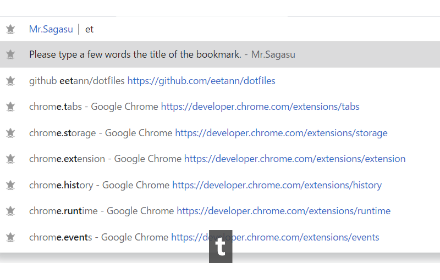 Mr.Sagasu | et
Please type a few words the title of the bookmark. - Mr.Sagasu
github eetann/dotfiles https://github.com/eetann/dotfiles
chrome.tabs - Google Chrome https://developer.chrome.com/extensions/tabs
chrome.storage - Google Chrome https://developer.chrome.com/extensions/storage
chrome.extension - Google Chrome https://developer.chrome.com/extensions/extension
chrome.history - Google Chrome https://developer.chrome.com/extensions/history
chrome.runtime - Google Chrome https://developer.chrome.com/extensions/runtime
chrome.events - Google Chrome https://developer.chrome.com/extensions/events
t